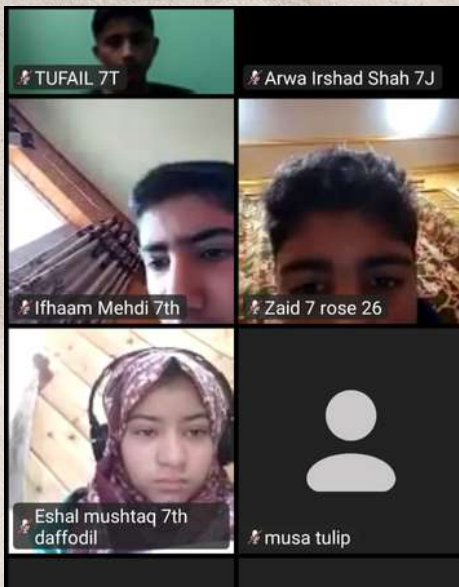 TUFAIL 7T
Arwa Irshad Shah 7J
Ifhaam Mehdi 7th
Zaid 7 rose 26
Eshal mushtaq 7th
daffodil
musa tulip